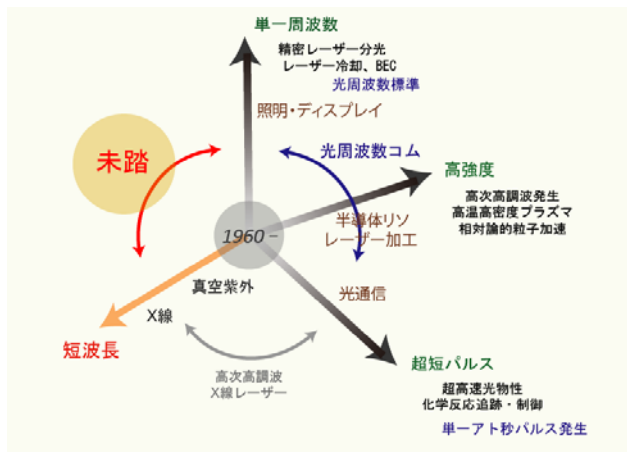 単一周波数
精密レーザー分光
レーザー冷却、BEC
光周波数標準
照明・ディスプレイ
未踏
光周波数コム
高強度
高次高調波発生
高温高密度プラズマ
相対論的粒子加速
半導体リソ
レーザー加工
1960 –
真空紫外
光通信
X線
短波長
高次高調波
X線レーザー
超短パルス
超高速光物性
化学反応追跡・制御
単一アト秒パルス発生